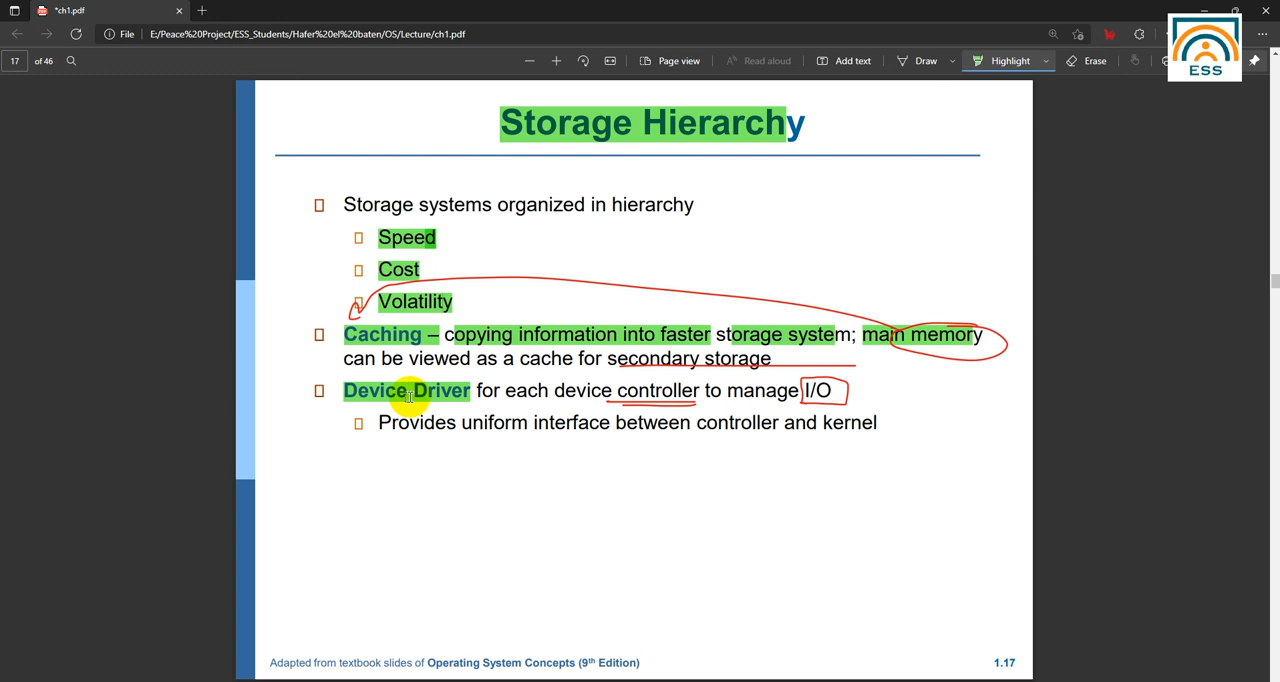 *ch1.pdf
File E:/Peace%20Project/ESS_Students/Hafer%20el%20baten/OS/Lecture/ch1.pdf
17 of 46 Page view Read aloud Add text Draw Highlight Erase
ESS
Storage Hierarchy
Storage systems organized in hierarchy
Speed
Cost
Volatility
Caching – copying information into faster storage system; main memory
can be viewed as a cache for secondary storage
Device Driver for each device controller to manage I/O
Provides uniform interface between controller and kernel
Adapted from textbook slides of Operating System Concepts (9th Edition) 1.17